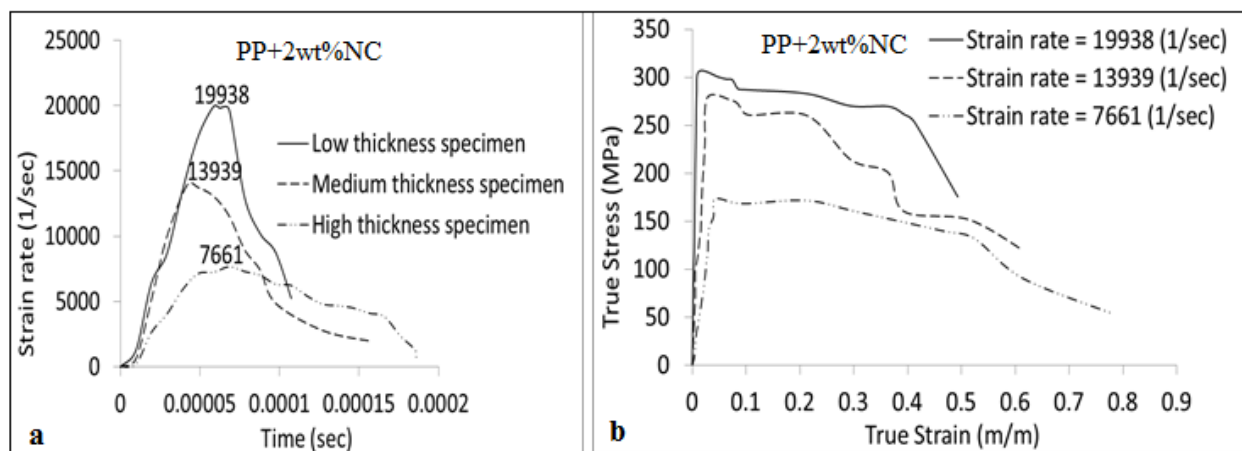 PP+2wt%NC
25000
20000
15000
10000
5000
0
Strain rate (1/sec)
19938
13939
7661
Low thickness specimen
Medium thickness specimen
High thickness specimen
0 0.00005 0.0001 0.00015 0.0002
Time (sec)
a
PP+2wt%NC
350
300
250
200
150
100
50
0
True Stress (MPa)
Strain rate = 19938 (1/sec)
Strain rate = 13939 (1/sec)
Strain rate = 7661 (1/sec)
0 0.1 0.2 0.3 0.4 0.5 0.6 0.7 0.8 0.9
True Strain (m/m)
b